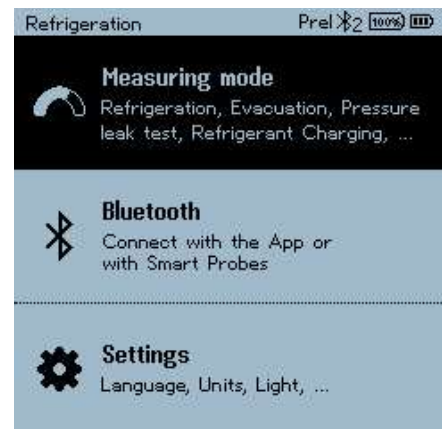 Refrigeration Prel 2 100%
Measuring mode
Refrigeration, Evacuation, Pressure
leak test, Refrigerant Charging, ...
Bluetooth
Connect with the App or
with Smart Probes
Settings
Language, Units, Light, ...